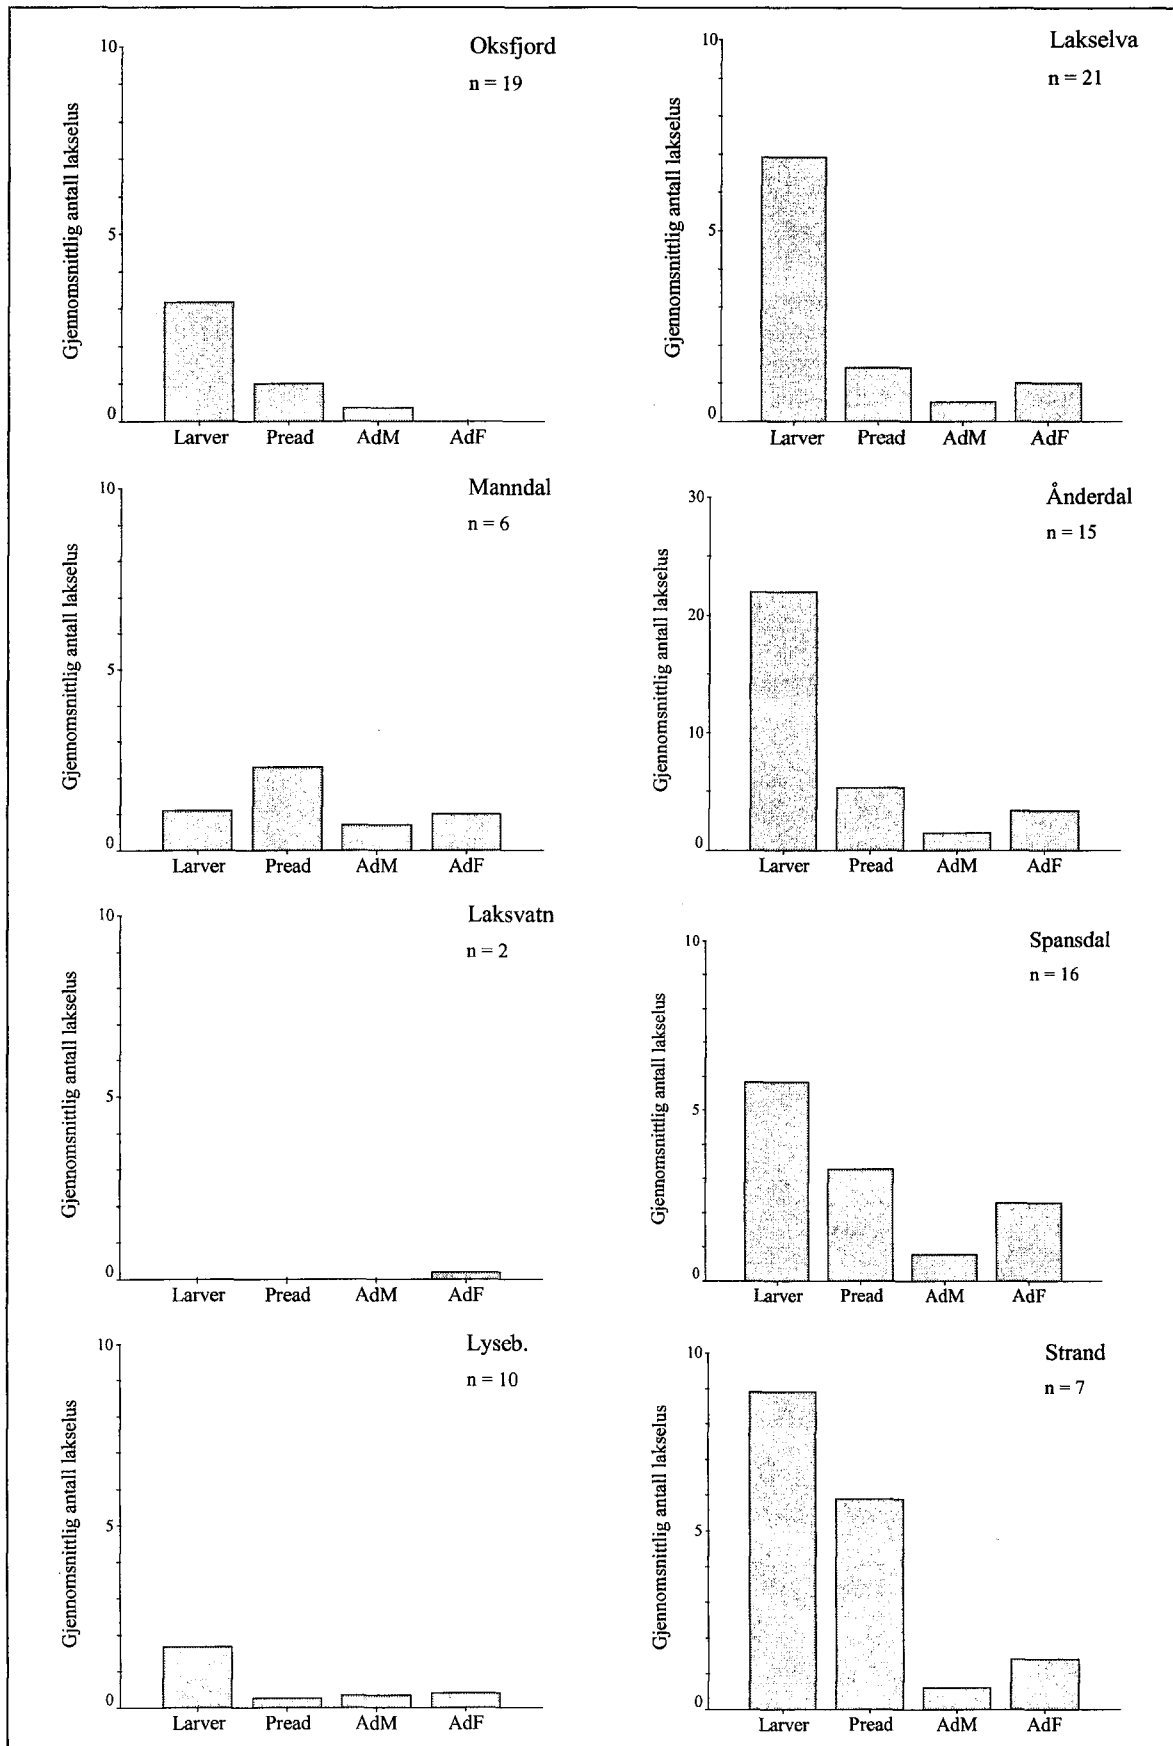 Oksfjord
n = 19
Gjennomsnittlig antall lakselus
10
5
0
Larver Pread AdM AdF
Lakselva
n = 21
Gjennomsnittlig antall lakselus
10
5
0
Larver Pread AdM AdF
Manndal
n = 6
Gjennomsnittlig antall lakselus
10
5
0
Larver Pread AdM AdF
Ånderdal
n = 15
Gjennomsnittlig antall lakselus
30
20
10
0
Larver Pread AdM AdF
Laksvatn
n = 2
Gjennomsnittlig antall lakselus
10
5
0
Larver Pread AdM AdF
Spansdal
n = 16
Gjennomsnittlig antall lakselus
10
5
0
Larver Pread AdM AdF
Lyseb.
n = 10
Gjennomsnittlig antall lakselus
10
5
0
Larver Pread AdM AdF
Strand
n = 7
Gjennomsnittlig antall lakselus
10
5
0
Larver Pread AdM AdF